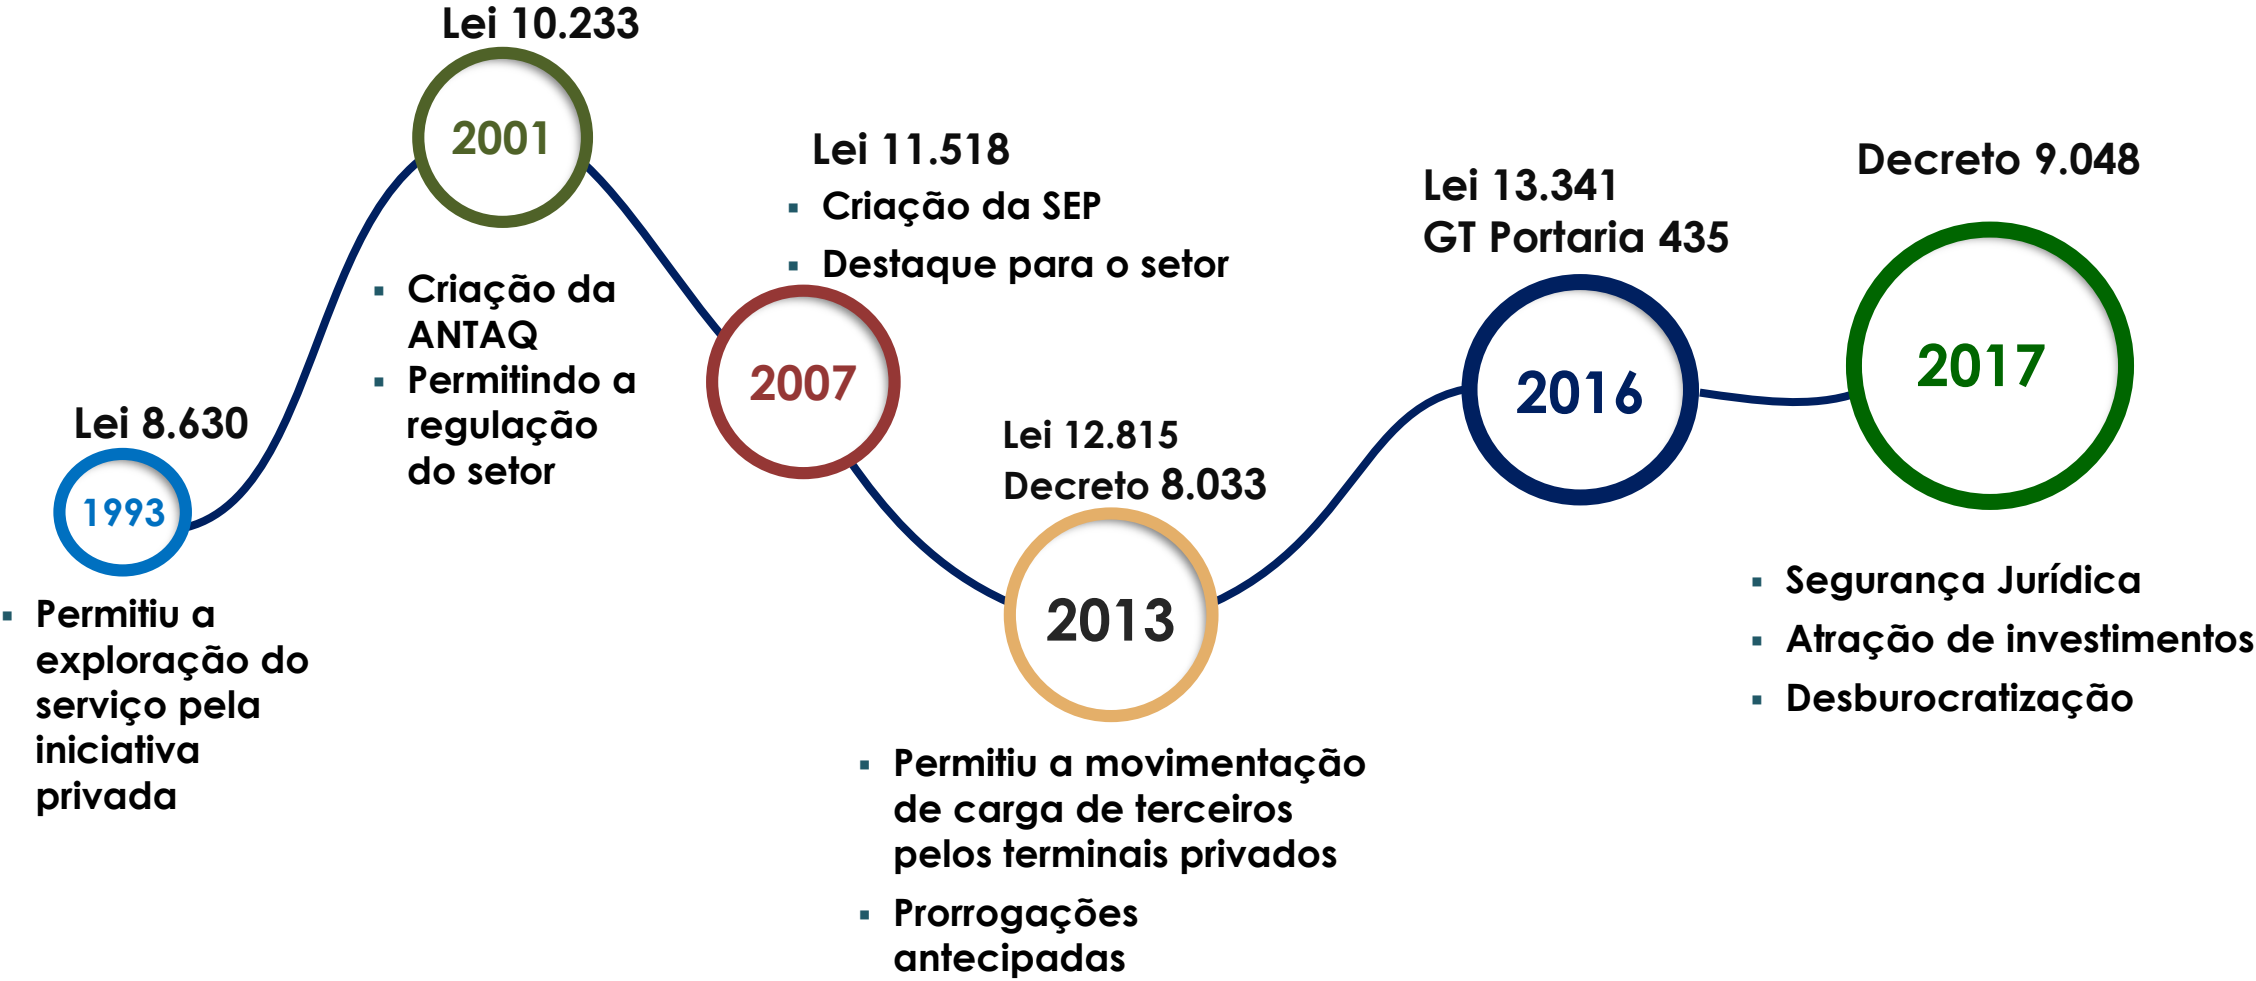 Lei 8.630
1993
▪ Permitiu a
exploração do
serviço pela
iniciativa
privada
Lei 10.233
2001
▪ Criação da
ANTAQ
▪ Permitindo a
regulação
do setor
Lei 11.518
▪ Criação da SEP
▪ Destaque para o setor
2007
Lei 12.815
Decreto 8.033
2013
▪ Permitiu a movimentação
de carga de terceiros
pelos terminais privados
▪ Prorrogações
antecipadas
Lei 13.341
GT Portaria 435
2016
Decreto 9.048
2017
▪ Segurança Jurídica
▪ Atração de investimentos
▪ Desburocratização